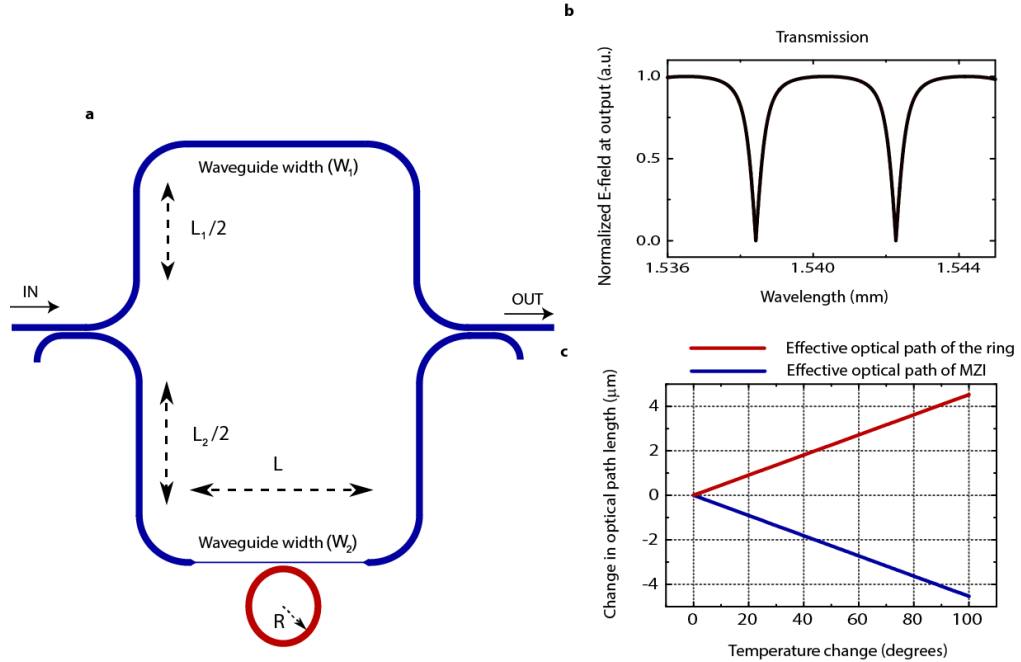 a
Waveguide width (W₁)
L₁/2
IN
OUT
L₂/2
L
Waveguide width (W₂)
R
b
Transmission
Normalized E-field at output (a.u.)
1.0
0.5
0.0
1.536
1.540
1.544
Wavelength (mm)
c
Effective optical path of the ring
Effective optical path of MZI
Change in optical path length (μm)
4
2
0
-2
-4
0
20
40
60
80
100
Temperature change (degrees)